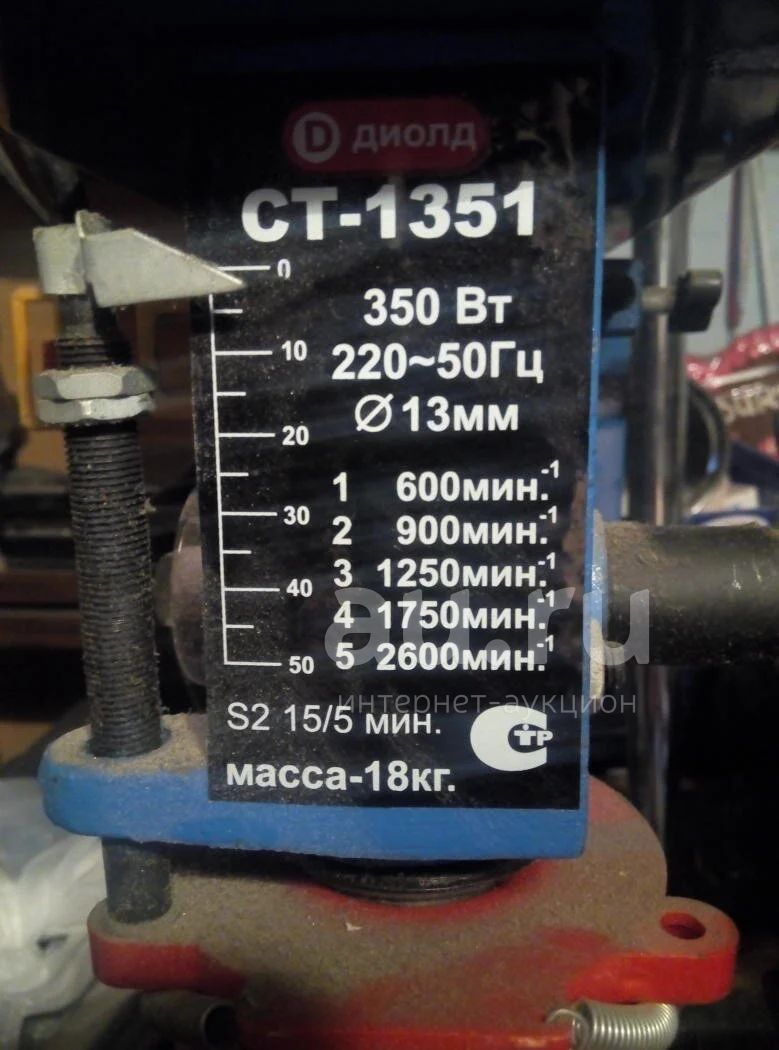 D ДИОЛД
СТ-1351
0
350 Вт
10
220~50Гц
Ø13мм
20
1 600мин.-1
30
2 900мин.-1
3 1250мин.-1
40
4 1750мин.-1
5 2600мин.-1
50
au.ru
интернет-аукцион
S2 15/5 мин.
СТР
масса-18кг.